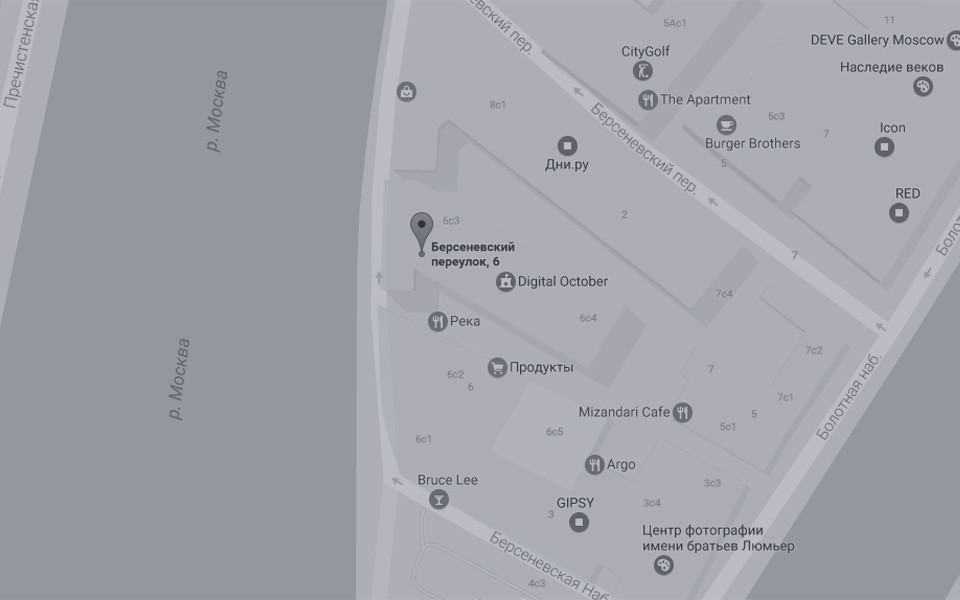 Пречистенская
р. Москва
евский пер.
5Ас1
11
DEVE Gallery Moscow
CityGolf
Наследие веков
8с1
The Apartment
Берсеневский пер.
5с3
7
Icon
Burger Brothers
5
Дни.ру
RED
6с3
2
Берсеневский
переулок, 6
7
Болот
Digital October
7с4
6с4
Река
7с2
Продукты
7
р. Москва
6с2
6
Болотная наб.
7с1
Mizandari Cafe
5
5с1
6с5
6с1
Argo
Bruce Lee
3с3
GIPSY
3с4
3
Центр фотографии
имени братьев Люмьер
Берсеневская Наб
4с3